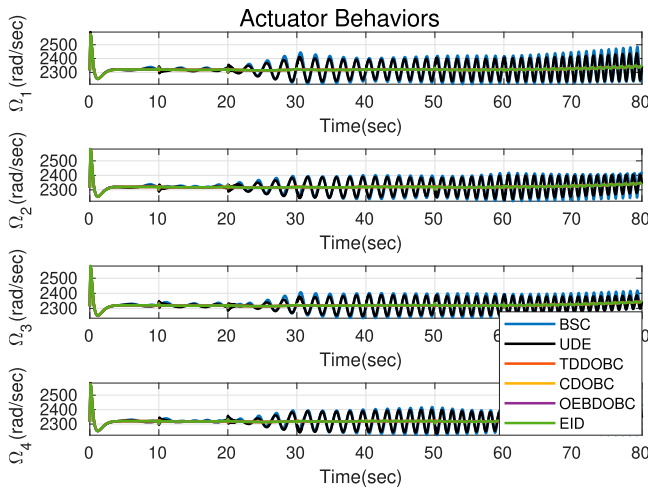 Actuator Behaviors
Ω1 (rad/sec)
2500
2400
2300
0 10 20 30 40 50 60 70 80
Time(sec)
Ω2 (rad/sec)
2500
2400
2300
0 10 20 30 40 50 60 70 80
Time(sec)
Ω3 (rad/sec)
2500
2400
2300
0 10 20 30 40 50 6
Time(sec)
BSC
UDE
TDDOBC
CDOBC
OEBDOBC
EID
Ω4 (rad/sec)
2500
2400
2300
0 10 20 30 40 50 60 70 80
Time(sec)